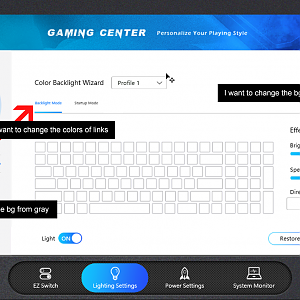 GAMING CENTER Personalize Your Playing Style
Color Backlight Wizard Profile 1
I want to change the bg
Backlight Mode Startup Mode
want to change the colors of links
Effe
Brigh
Spe
Dire
e bg from gray
Light ON
Restore
EZ Switch Lighting Settings Power Settings System Monitor